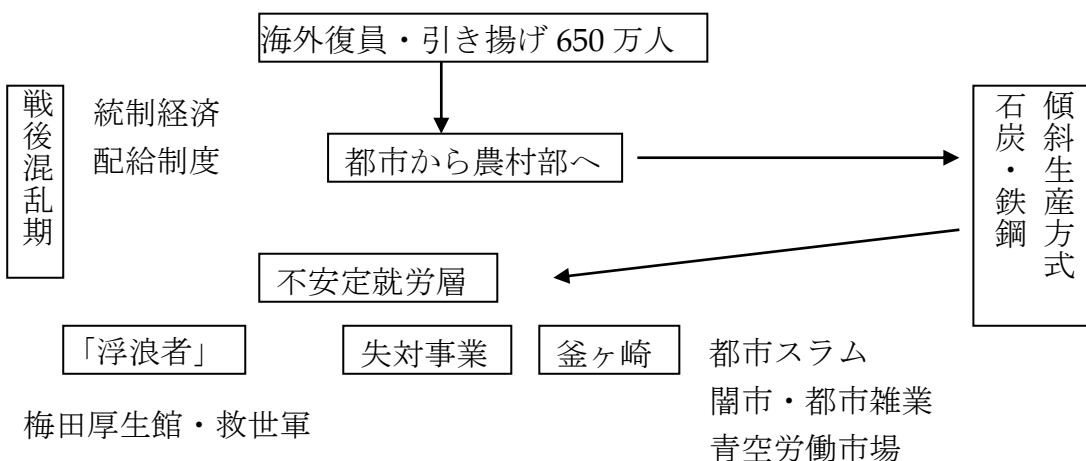 海外復員・引き揚げ 650 万人
戦後混乱期
統制経済
配給制度
都市から農村部へ
傾斜生産方式
石炭・鉄鋼
不安定就労層
「浮浪者」
失対事業
釜ヶ崎
都市スラム
闇市・都市雑業
青空労働市場
梅田厚生館・救世軍